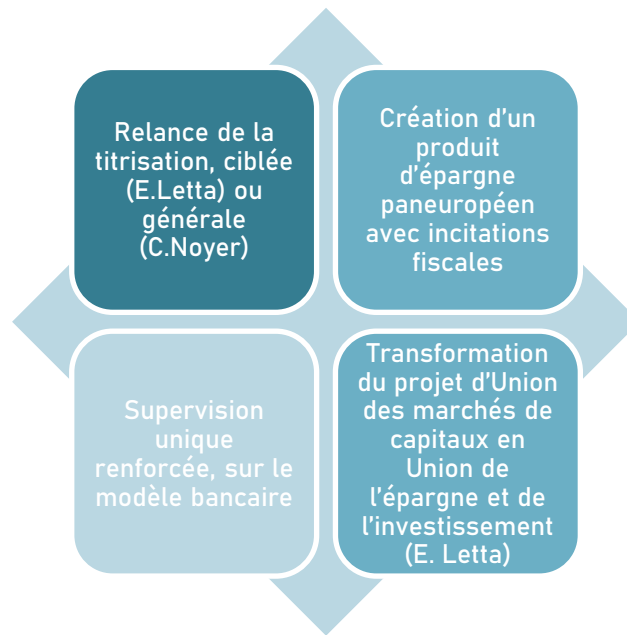 Relance de la
titrisation, ciblée
(E.Letta) ou
générale
(C.Noyer)
Création d'un
produit
d'épargne
paneuropéen
avec incitations
fiscales
Supervision
unique
renforcée, sur le
modèle bancaire
Transformation
du projet d'Union
des marchés de
capitaux en
Union de
l'épargne et de
l'investissement
(E. Letta)